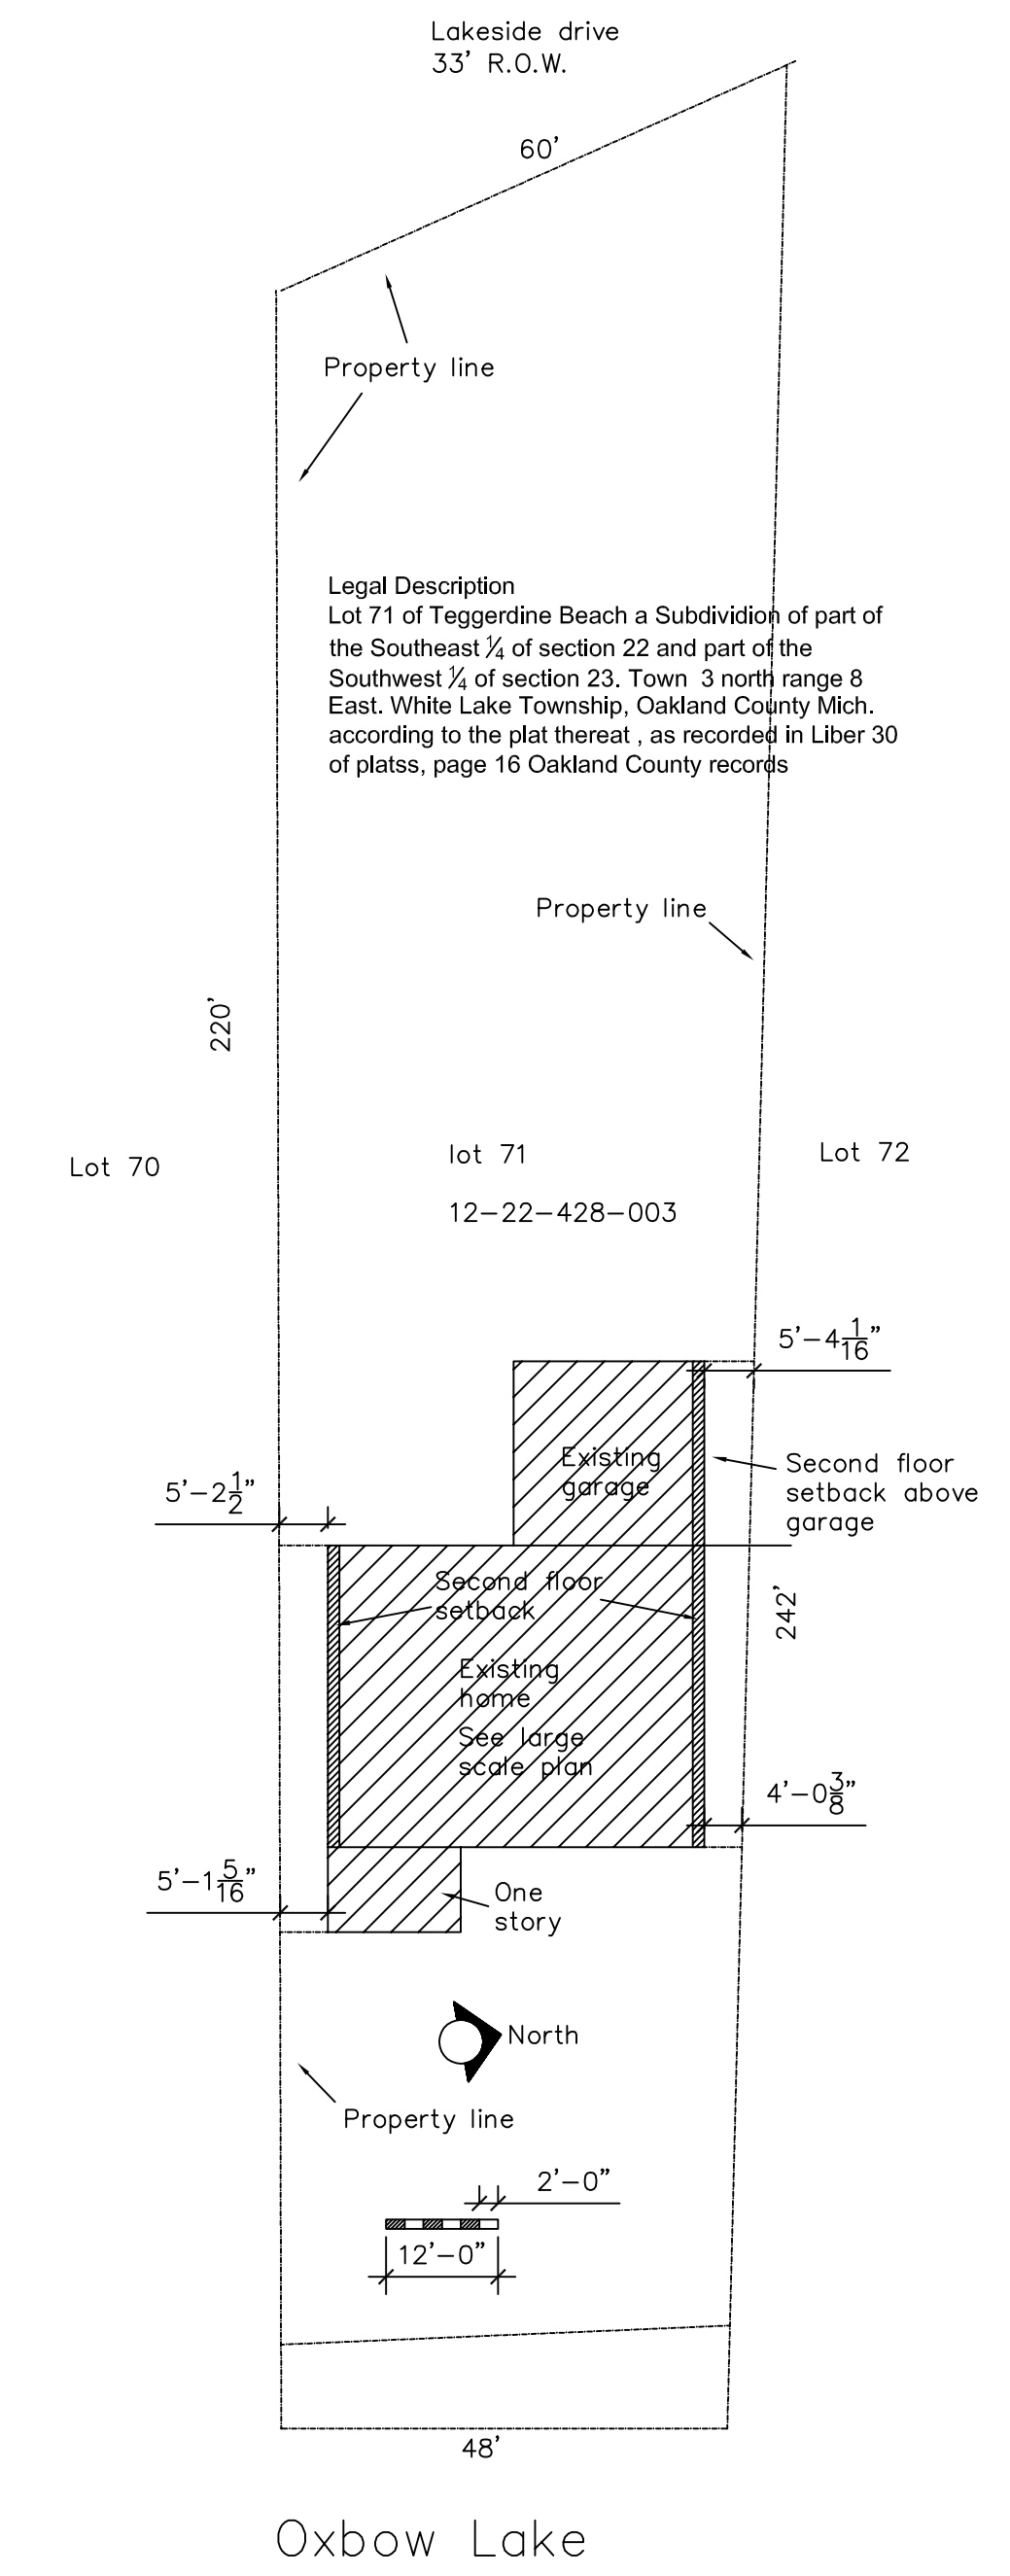 Lakeside drive
33' R.O.W.
60'
Property line
Legal Description
Lot 71 of Teggerdine Beach a Subdividion of part of
the Southeast ¼ of section 22 and part of the
Southwest ¼ of section 23. Town 3 north range 8
East. White Lake Township, Oakland County Mich.
according to the plat thereat , as recorded in Liber 30
of platss, page 16 Oakland County records
Property line
220'
Lot 70
lot 71
Lot 72
12-22-428-003
5'-4 1/16"
Existing
garage
Second floor
setback above
garage
5'-2 1/2"
Second floor
setback
242'
Existing
home
See large
scale plan
4'-0 3/8"
5'-1 5/16"
One
story
North
Property line
2'-0"
12'-0"
48'
Oxbow Lake